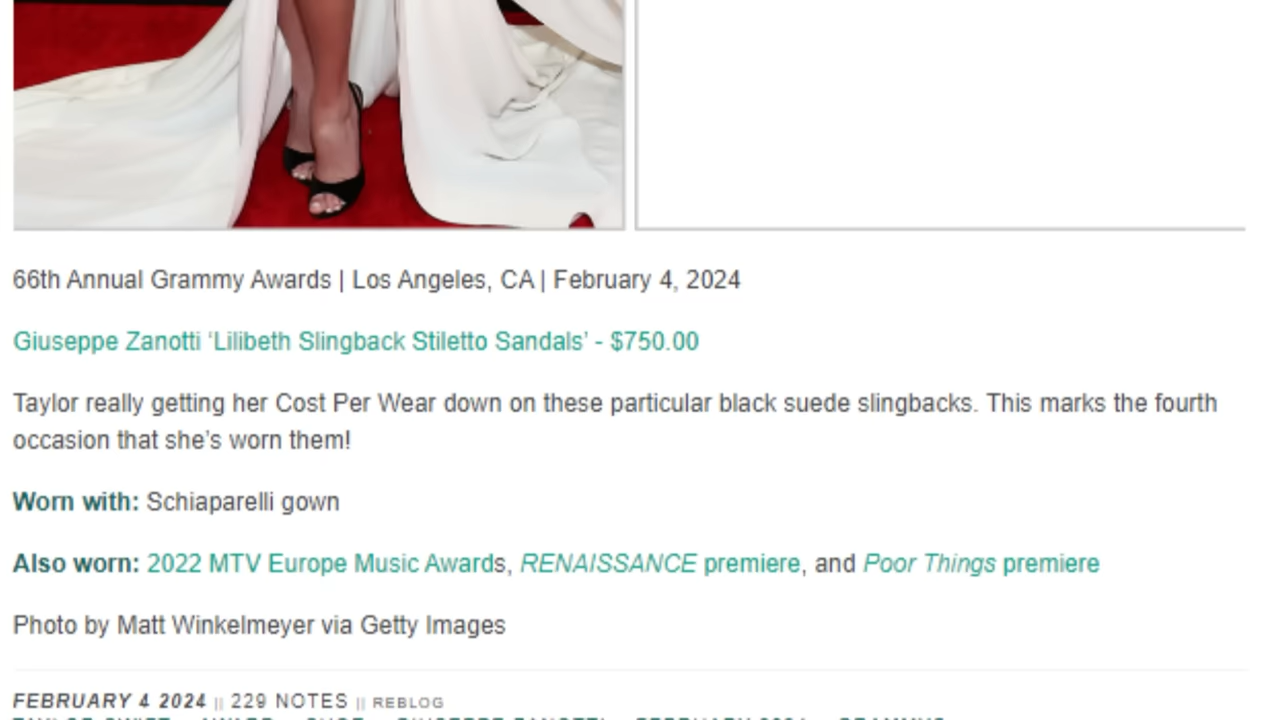 66th Annual Grammy Awards | Los Angeles, CA | February 4, 2024
Giuseppe Zanotti ‘Lilibeth Slingback Stiletto Sandals’ - $750.00
Taylor really getting her Cost Per Wear down on these particular black suede slingbacks. This marks the fourth
occasion that she’s worn them!
Worn with: Schiaparelli gown
Also worn: 2022 MTV Europe Music Awards, RENAISSANCE premiere, and Poor Things premiere
Photo by Matt Winkelmeyer via Getty Images
FEBRUARY 4 2024 || 229 NOTES || REBLOG